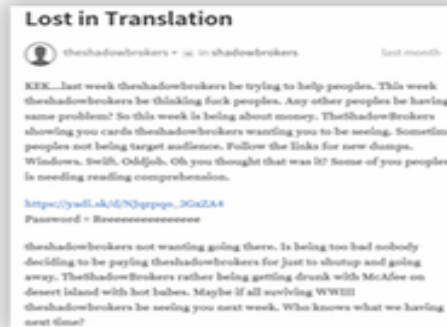 Lost in Translation
theshadowbrokers in shadowbrokers last month
KEK...last week theshadowbrokers be trying to help peoples. This week
theshadowbrokers be thinking fuck peoples. Any other peoples be having
same problem? So this week is being about money. TheShadowBrokers
showing you cards theshadowbrokers wanting you to be seeing. Sometime
peoples not being target audience. Follow the links for new dumps.
Windows. Swift. Oddjob. Oh you thought that was it? Some of you peoples
is needing reading comprehension.
Password = Reeeeeeeeeeeeeee
theshadowbrokers not wanting going there. Is being too bad nobody
deciding to be paying theshadowbrokers for just to shutup and going
away. TheShadowBrokers rather being getting drunk with McAfee on
desert island with hot babes. Maybe if all suviving WWIII
theshadowbrokers be seeing you next week. Who knows what we having
next time?